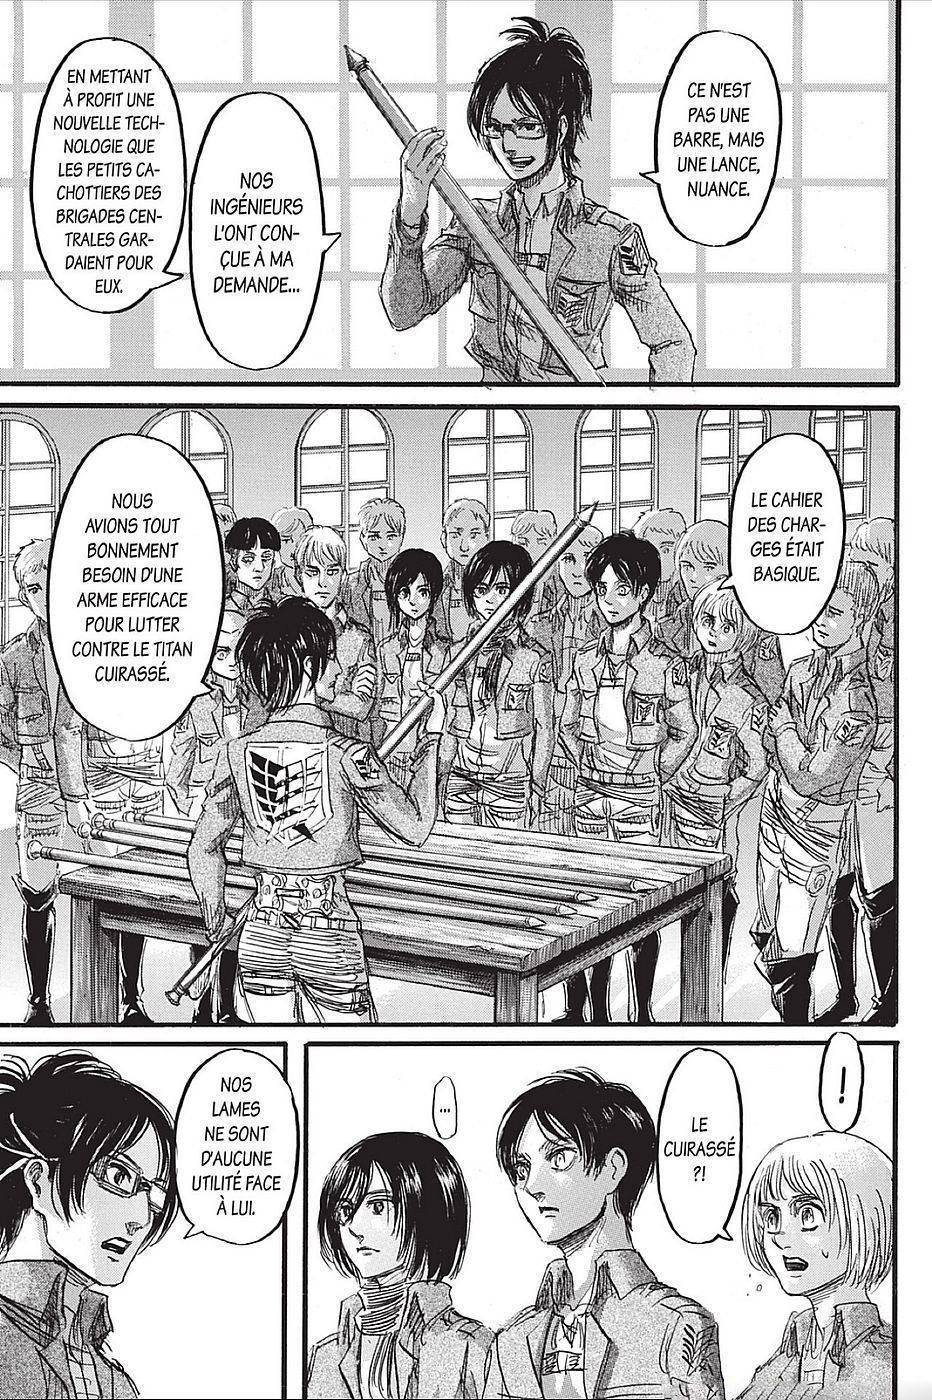 CE N'EST
PAS UNE
BARRE, MAIS
UNE LANCE,
NUANCE.
NOS
INGÉNIEURS
L'ONT CON-
ÇUE À MA
DEMANDE...
EN METTANT
À PROFIT UNE
NOUVELLE TECH-
NOLOGIE QUE
LES PETITS CA-
CHOTTIERS DES
BRIGADES CEN-
TRALES GAR-
DAIENT POUR
EUX.
LE CAHIER
DES CHAR-
GES ÉTAIT
BASIQUE.
NOUS
AVIONS TOUT
BONNEMENT
BESOIN D'UNE
ARME EFFICACE
POUR LUTTER
CONTRE LE TITAN
CUIRASSÉ.
!
LE
CUIRASSÉ
?!
...
NOS
LAMES
NE SONT
D'AUCUNE
UTILITÉ FACE
À LUI.